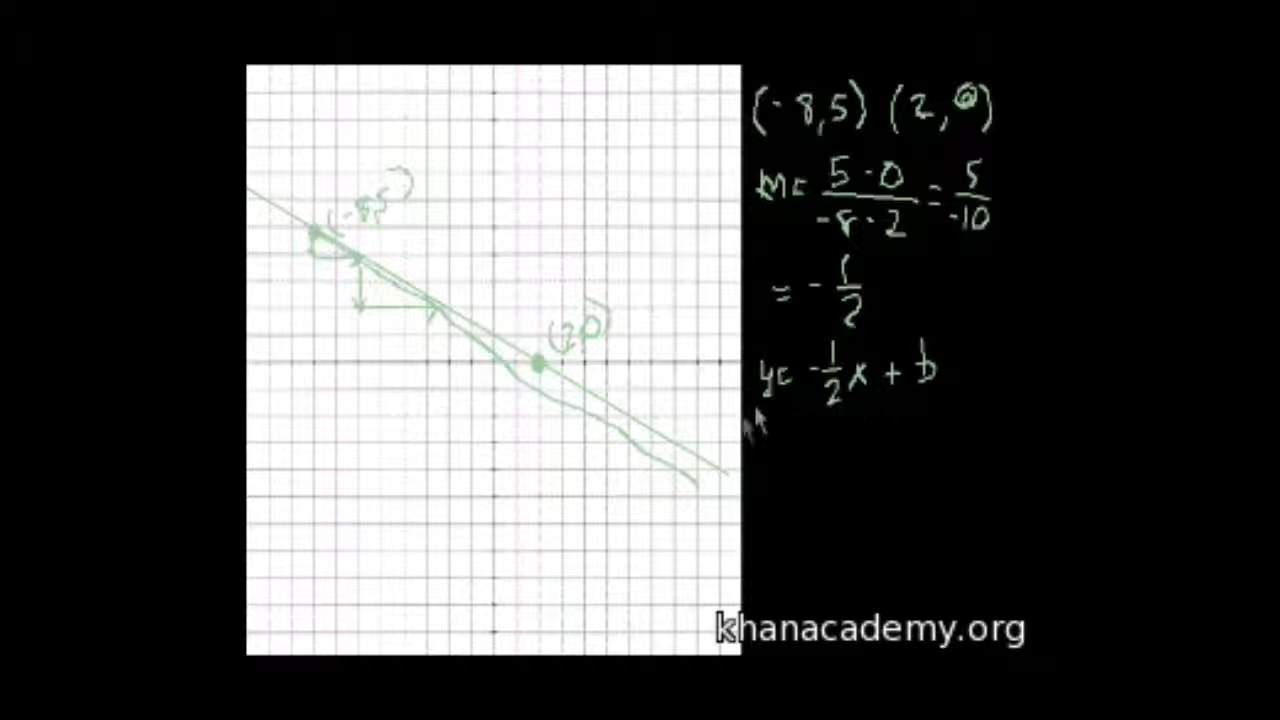 (-8,5) (2,0)
m= 5-0/-8-2 = 5/-10
= - 1/2
y= -1/2 x + b
(-8,5)
(2,0)
khanacademy.org